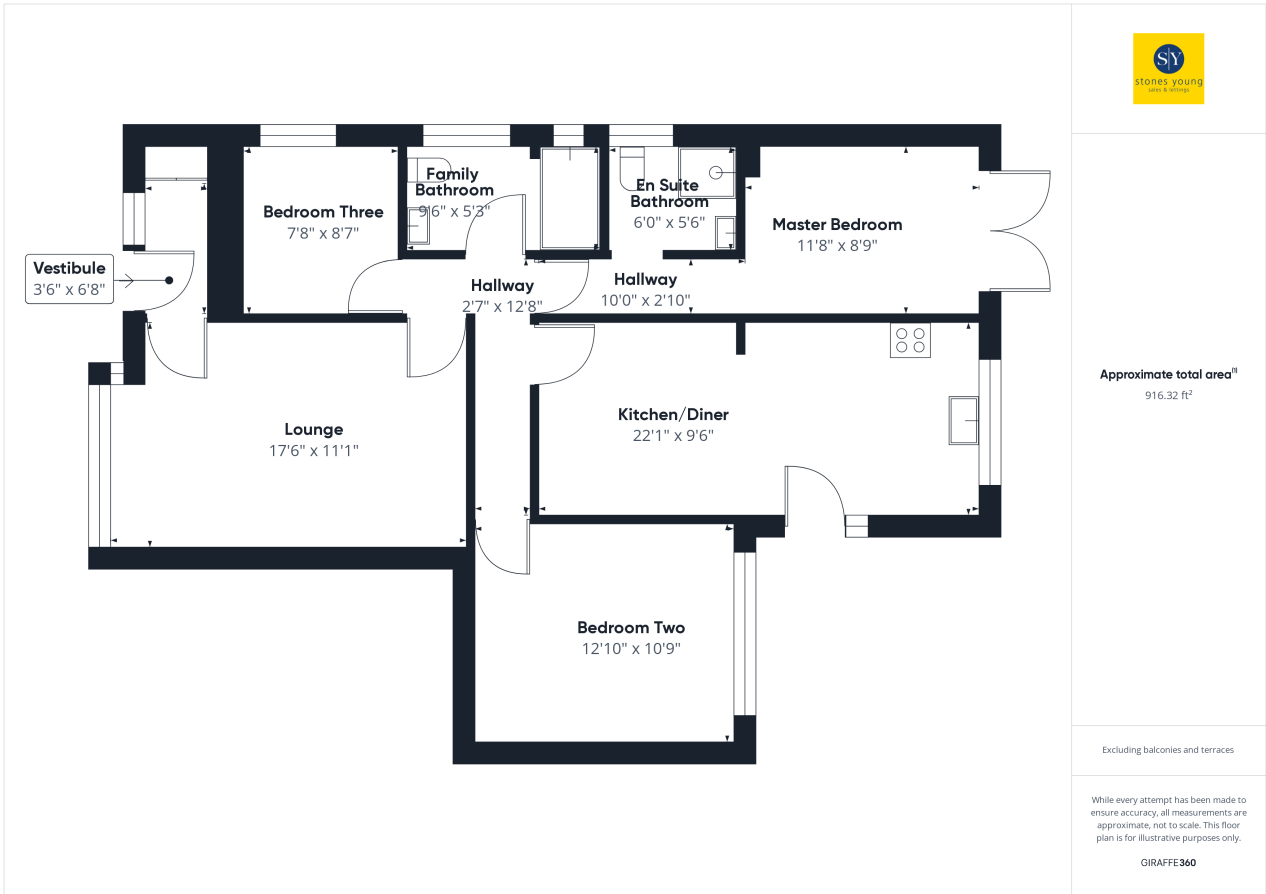 Family
Bathroom
9'6" x 5'3"
En Suite
Bathroom
6'0" x 5'6"
Bedroom Three
7'8" x 8'7"
Master Bedroom
11'8" x 8'9"
Vestibule
3'6" x 6'8"
Hallway
2'7" x 12'8"
Hallway
10'0" x 2'10"
Lounge
17'6" x 11'1"
Kitchen/Diner
22'1" x 9'6"
Bedroom Two
12'10" x 10'9"
S|Y
stones young
sales & lettings
Approximate total area⁽¹⁾
916.32 ft²
Excluding balconies and terraces
While every attempt has been made to
ensure accuracy, all measurements are
approximate, not to scale. This floor
plan is for illustrative purposes only.
GIRAFFE360